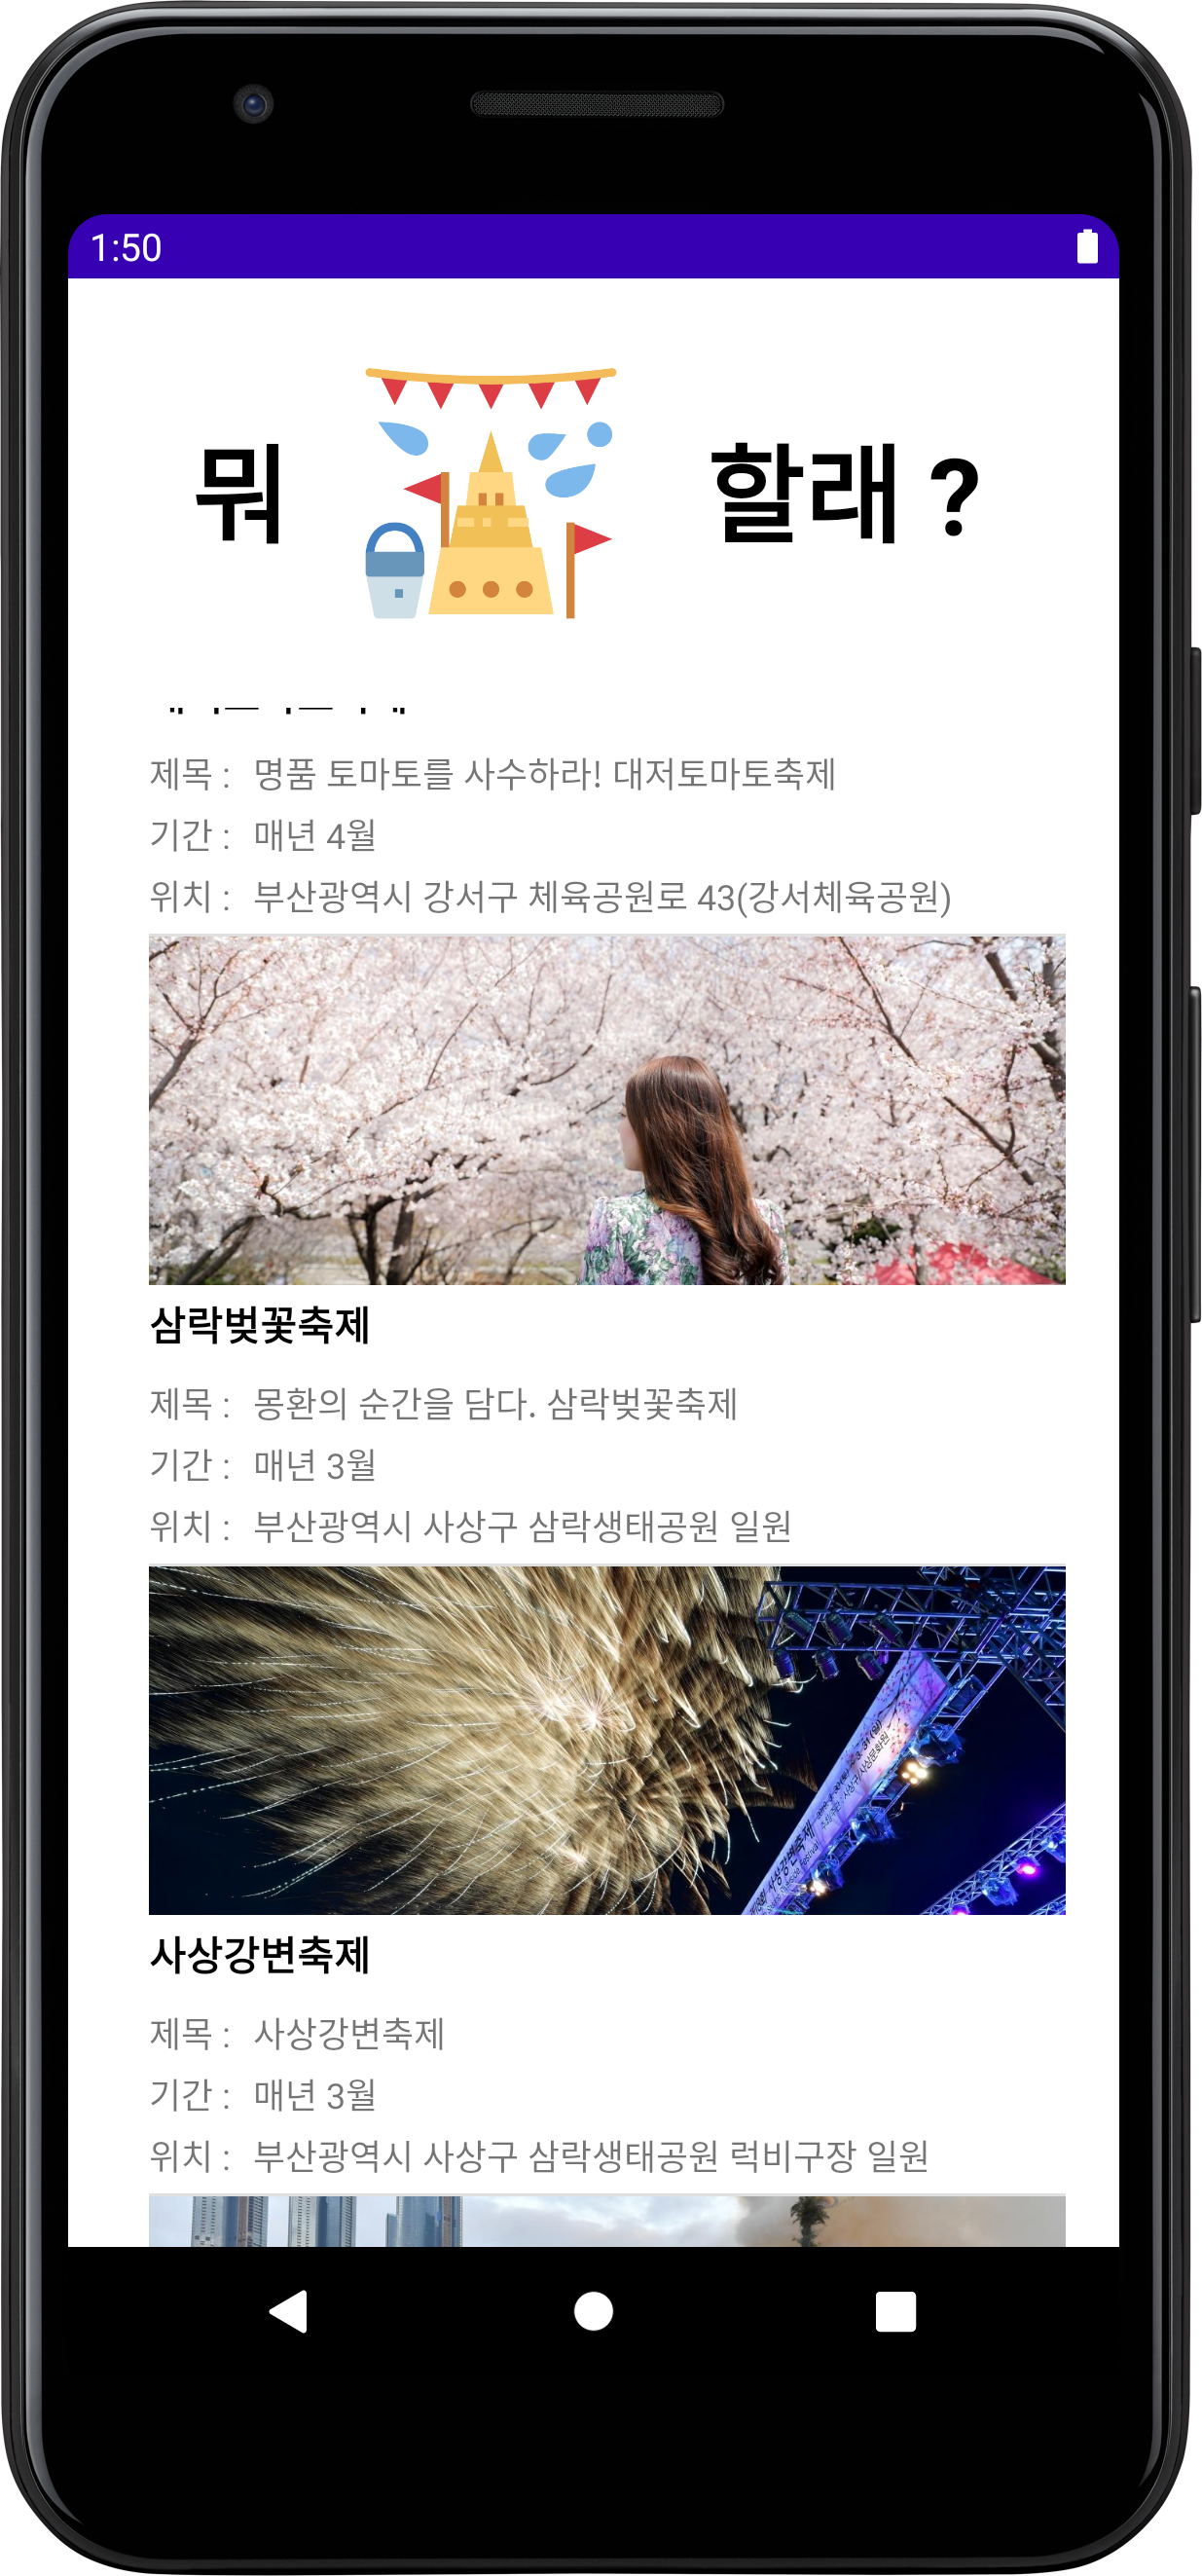 1:50
뭐 할래 ?
제목 : 명품 토마토를 사수하라! 대저토마토축제
기간 : 매년 4월
위치 : 부산광역시 강서구 체육공원로 43(강서체육공원)
삼락벚꽃축제
제목 : 몽환의 순간을 담다. 삼락벚꽃축제
기간 : 매년 3월
위치 : 부산광역시 사상구 삼락생태공원 일원
사상강변축제
사상강변축제
제목 : 사상강변축제
기간 : 매년 3월
위치 : 부산광역시 사상구 삼락생태공원 럭비구장 일원